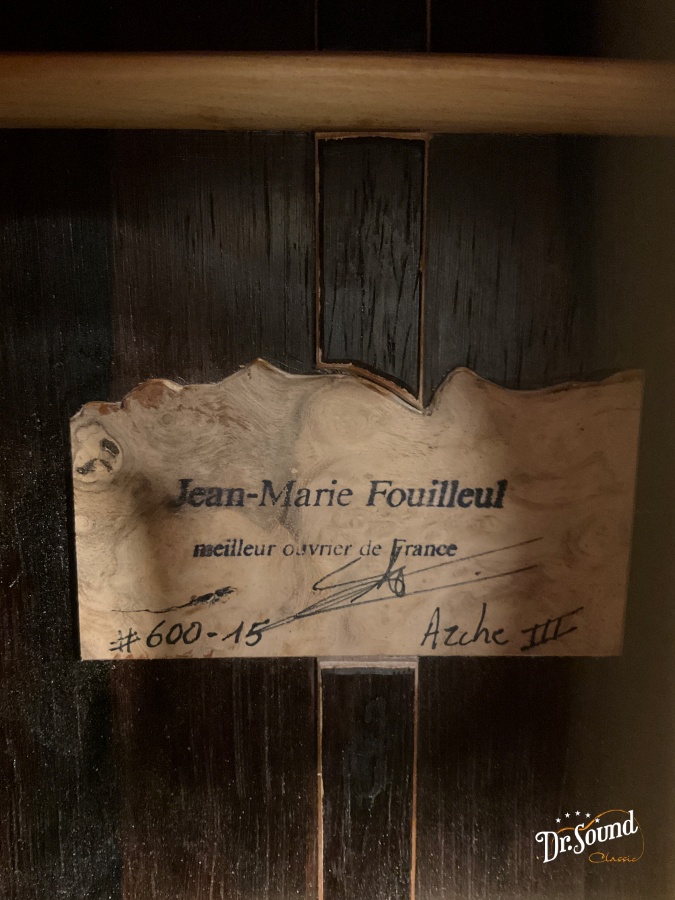 Jean-Marie Fouilleul
meilleur ouvrier de France
#600-15 Arche III
Dr.Sound
Classic